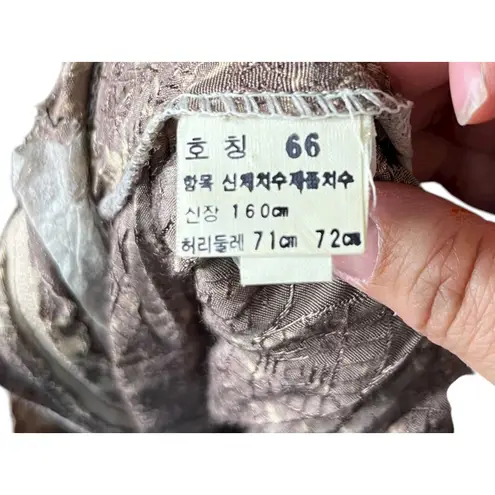 호칭 66
항목 신체치수 제품치수
신장 160cm
허리둘레 71cm 72cm